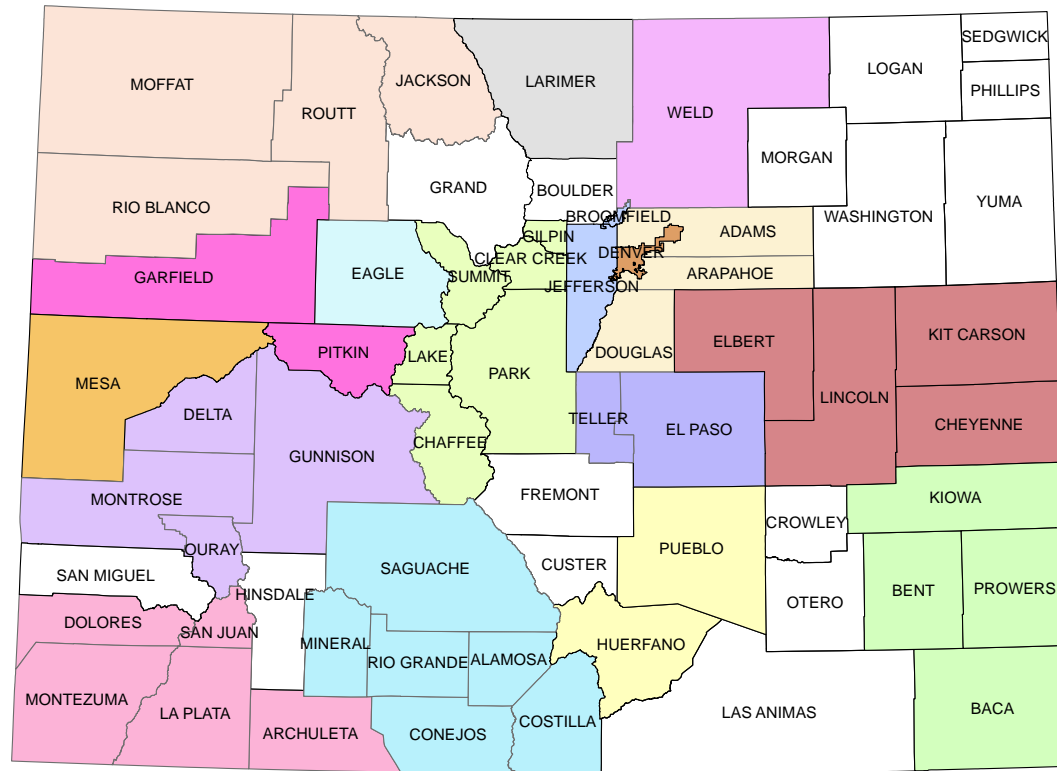 SEDGWICK
LOGAN
MOFFAT
JACKSON
LARIMER
PHILLIPS
ROUTT
WELD
MORGAN
GRAND
BOULDER
YUMA
RIO BLANCO
BROOMFIELD
WASHINGTON
ADAMS
GILPIN
DENVER
CLEAR CREEK
EAGLE
GARFIELD
SUMMIT
ARAPAHOE
JEFFERSON
KIT CARSON
ELBERT
PITKIN
DOUGLAS
LAKE
PARK
MESA
LINCOLN
DELTA
TELLER
CHEYENNE
EL PASO
CHAFFEE
GUNNISON
FREMONT
MONTROSE
KIOWA
CROWLEY
OURAY
PUEBLO
CUSTER
SAGUACHE
SAN MIGUEL
BENT
PROWERS
HINSDALE
OTERO
DOLORES
SAN JUAN
MINERAL
HUERFANO
RIO GRANDE
ALAMOSA
MONTEZUMA
LA PLATA
BACA
LAS ANIMAS
COSTILLA
ARCHULETA
CONEJOS